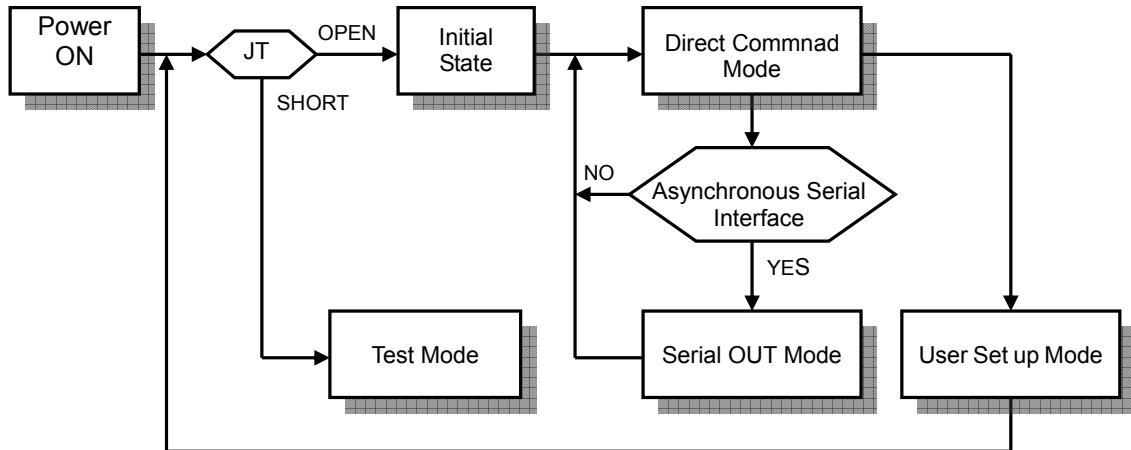 Power
ON
JT
OPEN
SHORT
Initial
State
Direct Commnad
Mode
NO
Asynchronous Serial
Interface
YES
Test Mode
Serial OUT Mode
User Set up Mode